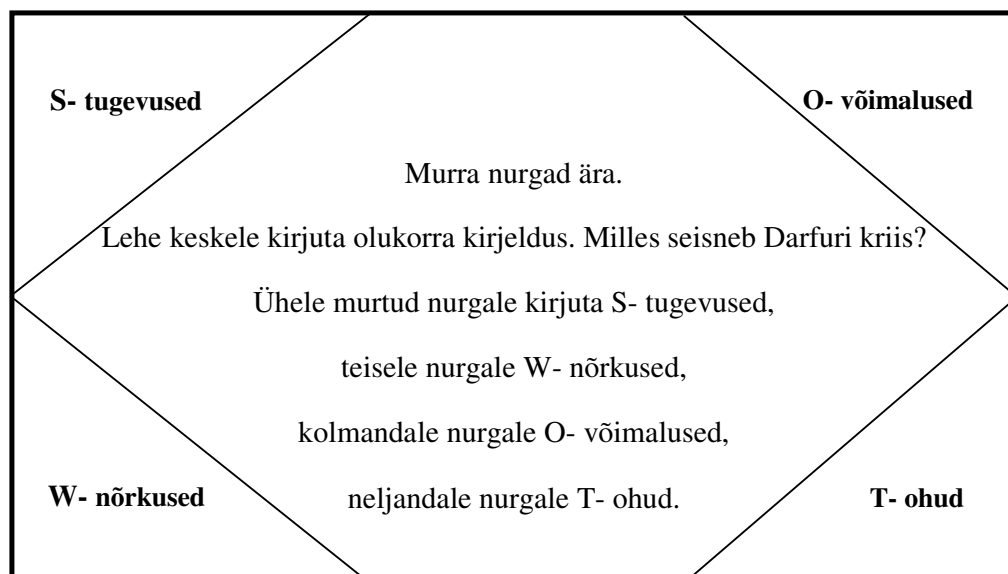 S- tugevused
O- võimalused
Murra nurgad ära.
Lehe keskele kirjuta olukorra kirjeldus. Milles seisneb Darfuri kriis?
Ühele murtud nurgale kirjuta S- tugevused,
teisele nurgale W- nõrkused,
kolmandale nurgale O- võimalused,
neljandale nurgale T- ohud.
W- nõrkused
T- ohud